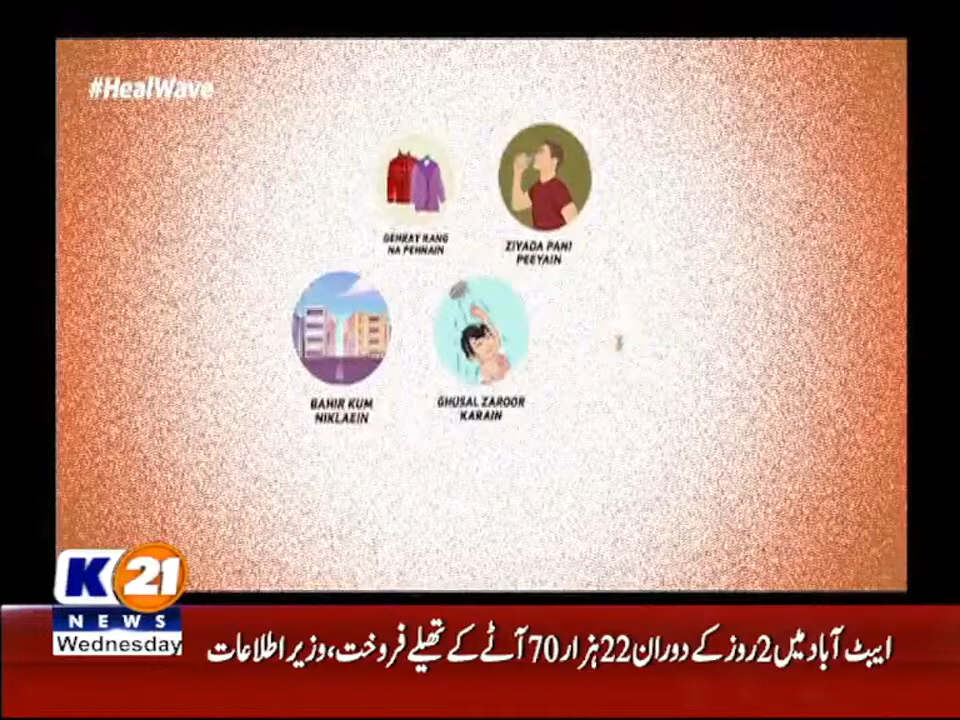 #HealWave
GEHRAY RANG
NA PEHNAIN
ZIYADA PANI
PEEYAIN
BAHIR KUM
NIKLAEIN
GHUSAL ZAROOR
KARAIN
K21
NEWS
Wednesday
ایبٹ آباد میں 2 روز کے دوران 22 ہزار 70 آٹے کے تھیلے فروخت، وزیر اطلاعات